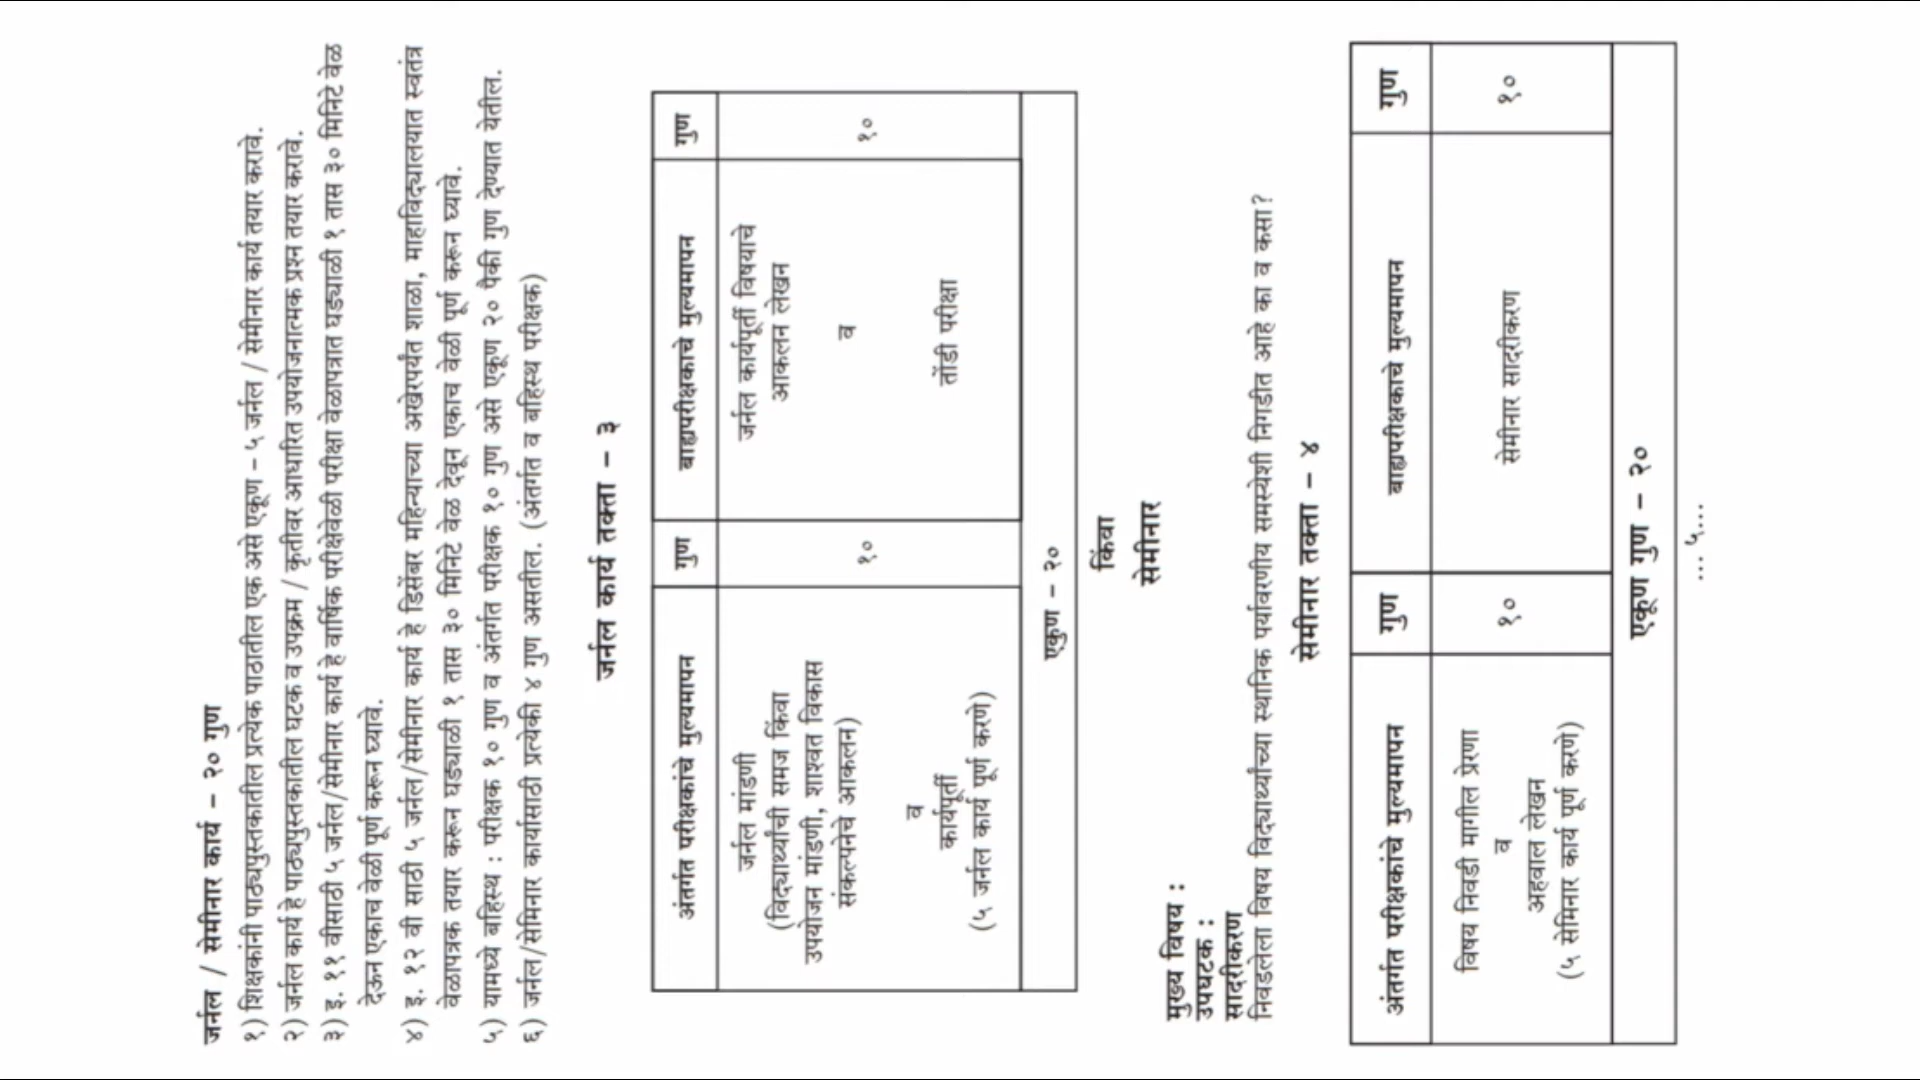 जर्नल / सेमीनार कार्य – २० गुण
१) शिक्षकांनी पाठ्यपुस्तकातील प्रत्येक पाठातील एक असे एकूण – ५ जर्नल / सेमीनार कार्य तयार करावे.
२) जर्नल कार्य हे पाठ्यपुस्तकातील घटक व उपक्रम / कृतीवर आधारित उपयोजनात्मक प्रश्न तयार करावे.
३) इ. ११ वीसाठी ५ जर्नल/सेमीनार कार्य हे वार्षिक परीक्षेवेळी परीक्षा वेळापत्रात घड्याळी १ तास ३० मिनिटे वेळ
देऊन एकाच वेळी पूर्ण करून घ्यावे.
४) इ. १२ वी साठी ५ जर्नल/सेमीनार कार्य हे डिसेंबर महिन्याच्या अखेरपर्यंत शाळा, माहाविद्यालयात स्वतंत्र
वेळापत्रक तयार करून घड्याळी १ तास ३० मिनिटे वेळ देवून एकाच वेळी पूर्ण करून घ्यावे.
५) यामध्ये बहिस्थ : परीक्षक १० गुण व अंतर्गत परीक्षक १० गुण असे एकूण २० पैकी गुण देण्यात येतील.
६) जर्नल/सेमिनार कार्यासाठी प्रत्येकी ४ गुण असतील. (अंतर्गत व बहिस्थ परीक्षक)
जर्नल कार्य तक्ता – ३
अंतर्गत परीक्षकांचे मुल्यमापन गुण बाह्यपरीक्षकाचे मुल्यमापन गुण
जर्नल मांडणी
(विद्यार्थ्यांची समज किंवा
उपयोजन मांडणी, शाश्वत विकास
संकल्पनेचे आकलन)
व
कार्यपूर्ती
(५ जर्नल कार्य पूर्ण करणे)
१०
जर्नल कार्यपूर्ती विषयाचे
आकलन लेखन
व
तोंडी परीक्षा
१०
एकुण – २०
किंवा
सेमीनार
मुख्य विषय :
उपघटक :
सादरीकरण
निवडलेला विषय विद्यार्थ्यांच्या स्थानिक पर्यावरणीय समस्येशी निगडीत आहे का व कसा?
सेमीनार तक्ता – ४
अंतर्गत परीक्षकांचे मुल्यमापन गुण बाह्यपरीक्षकाचे मुल्यमापन गुण
विषय निवडी मागील प्रेरणा
व
अहवाल लेखन
(५ सेमिनार कार्य पूर्ण करणे)
१०
सेमीनार सादरीकरण
१०
एकूण गुण – २०
... ५...